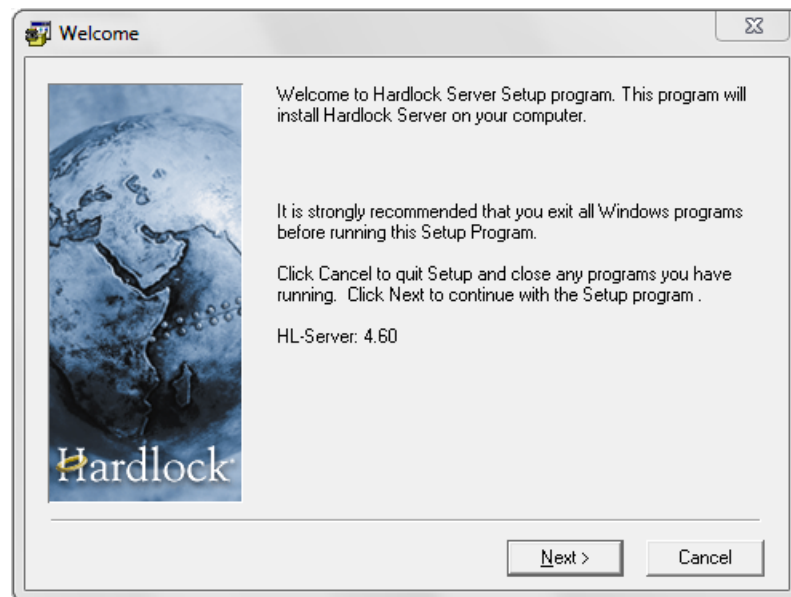 Welcome
Welcome to Hardlock Server Setup program. This program will
install Hardlock Server on your computer.
It is strongly recommended that you exit all Windows programs
before running this Setup Program.
Click Cancel to quit Setup and close any programs you have
running.  Click Next to continue with the Setup program .
HL-Server: 4.60
Hardlock
Next >
Cancel